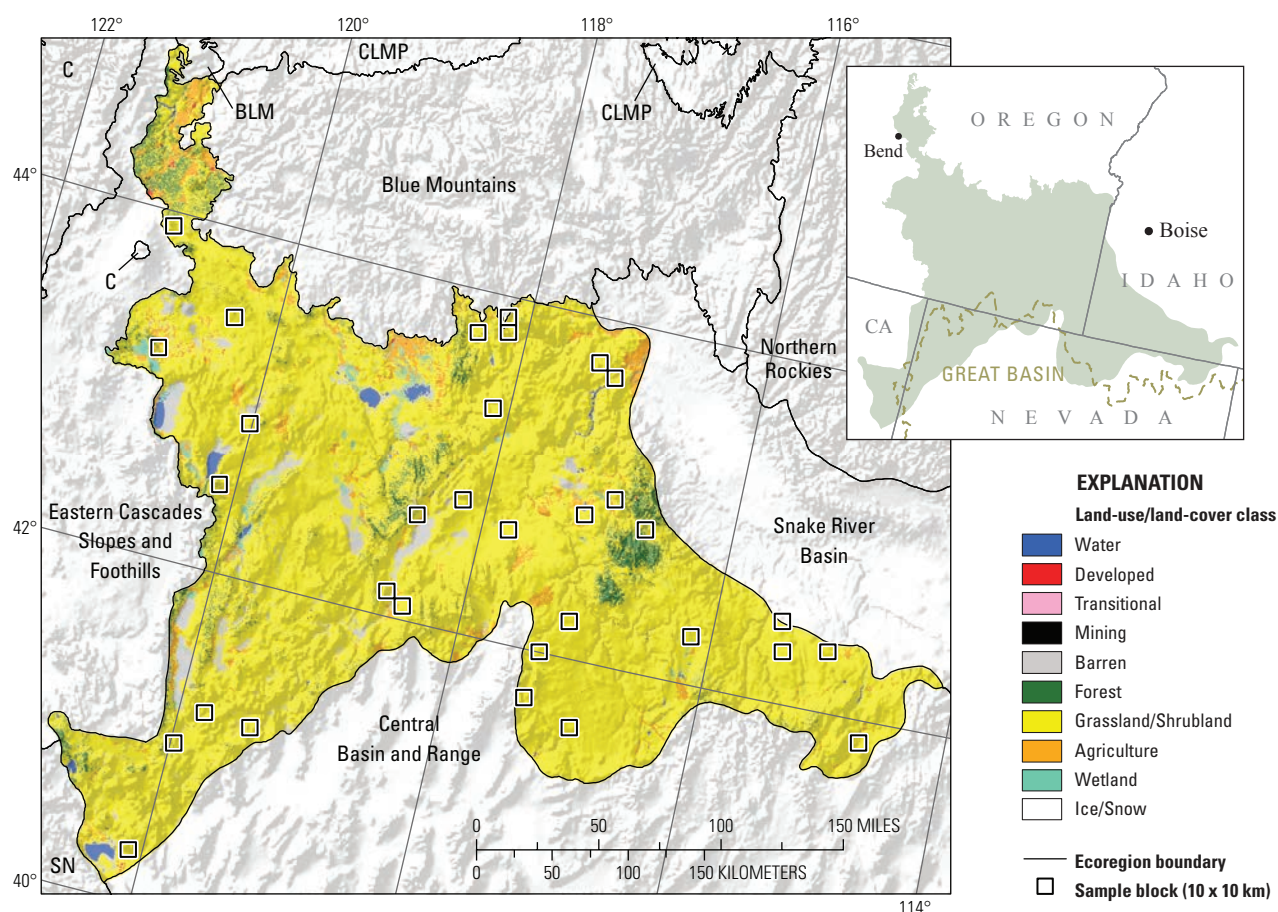 122°
120°
118°
116°
CLMP
C
BLM
CLMP
44°
Blue Mountains
C
Northern
Rockies
42°
Eastern Cascades
Slopes and
Foothills
Snake River
Basin
Central
Basin and Range
0 50 100 150 MILES
0 50 100 150 KILOMETERS
SN
40°
114°
OREGON
Bend
Boise
IDAHO
CA
GREAT BASIN
NEVADA
EXPLANATION
Land-use/land-cover class
Water
Developed
Transitional
Mining
Barren
Forest
Grassland/Shrubland
Agriculture
Wetland
Ice/Snow
Ecoregion boundary
Sample block (10 x 10 km)